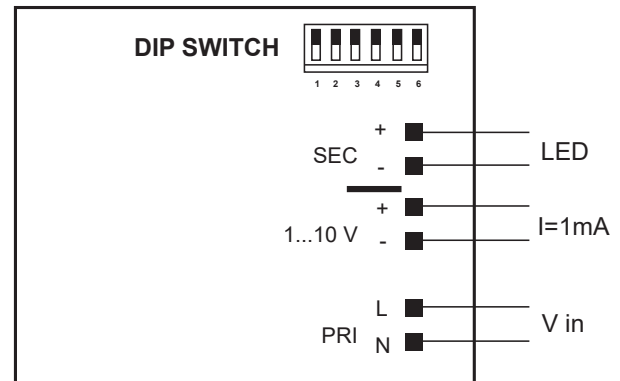 DIP SWITCH
1 2 3 4 5 6
+
SEC
LED
-
+
1...10 V
I=1mA
-
L
PRI
V in
N